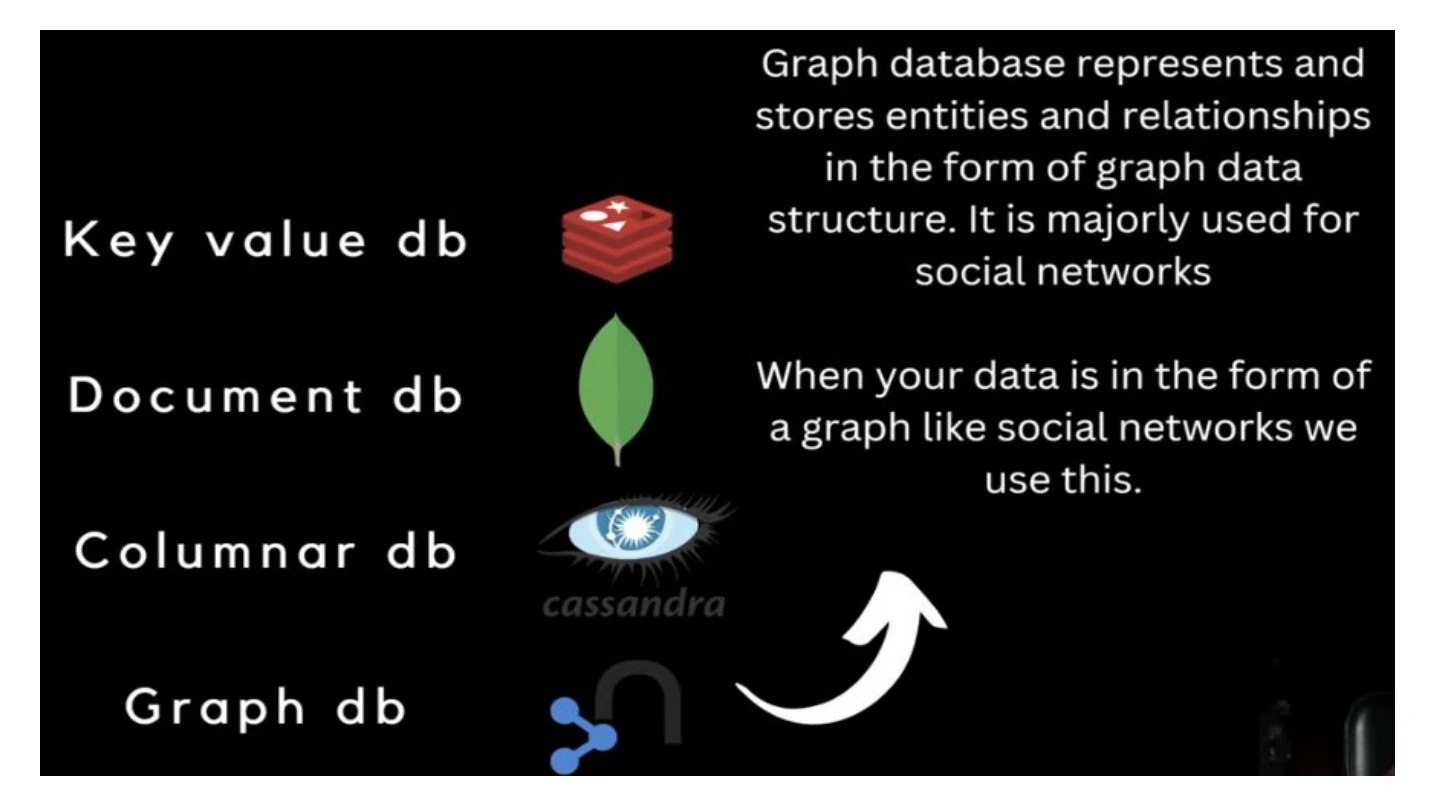 Key value db
Document db
Columnar db
cassandra
Graph db
Graph database represents and
stores entities and relationships
in the form of graph data
structure. It is majorly used for
social networks
When your data is in the form of
a graph like social networks we
use this.